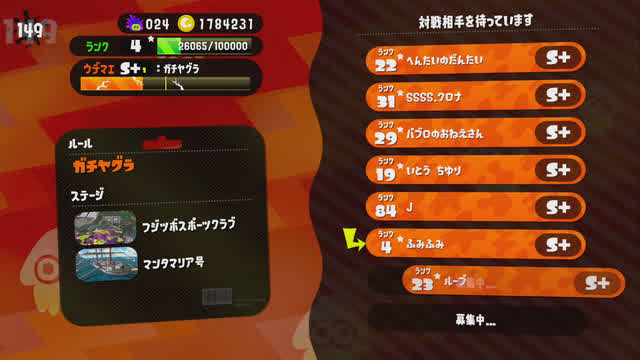 149
024
1784231
ランク 4★ 26065/100000
ウデマエ S+1 : ガチヤグラ
ルール
ガチヤグラ
ステージ
フジツボスポーツクラブ
マンタマリア号
対戦相手を待っています
ランク 22★ へんたいのだんたい S+
ランク 31★ SSSS.クロナ S+
ランク 29★ パブロのおねえさん S+
ランク 19★ いとう ちゆり S+
ランク 84 J S+
ランク 4★ ふみふみ S+
ランク 23★ ループ S+
募集中...